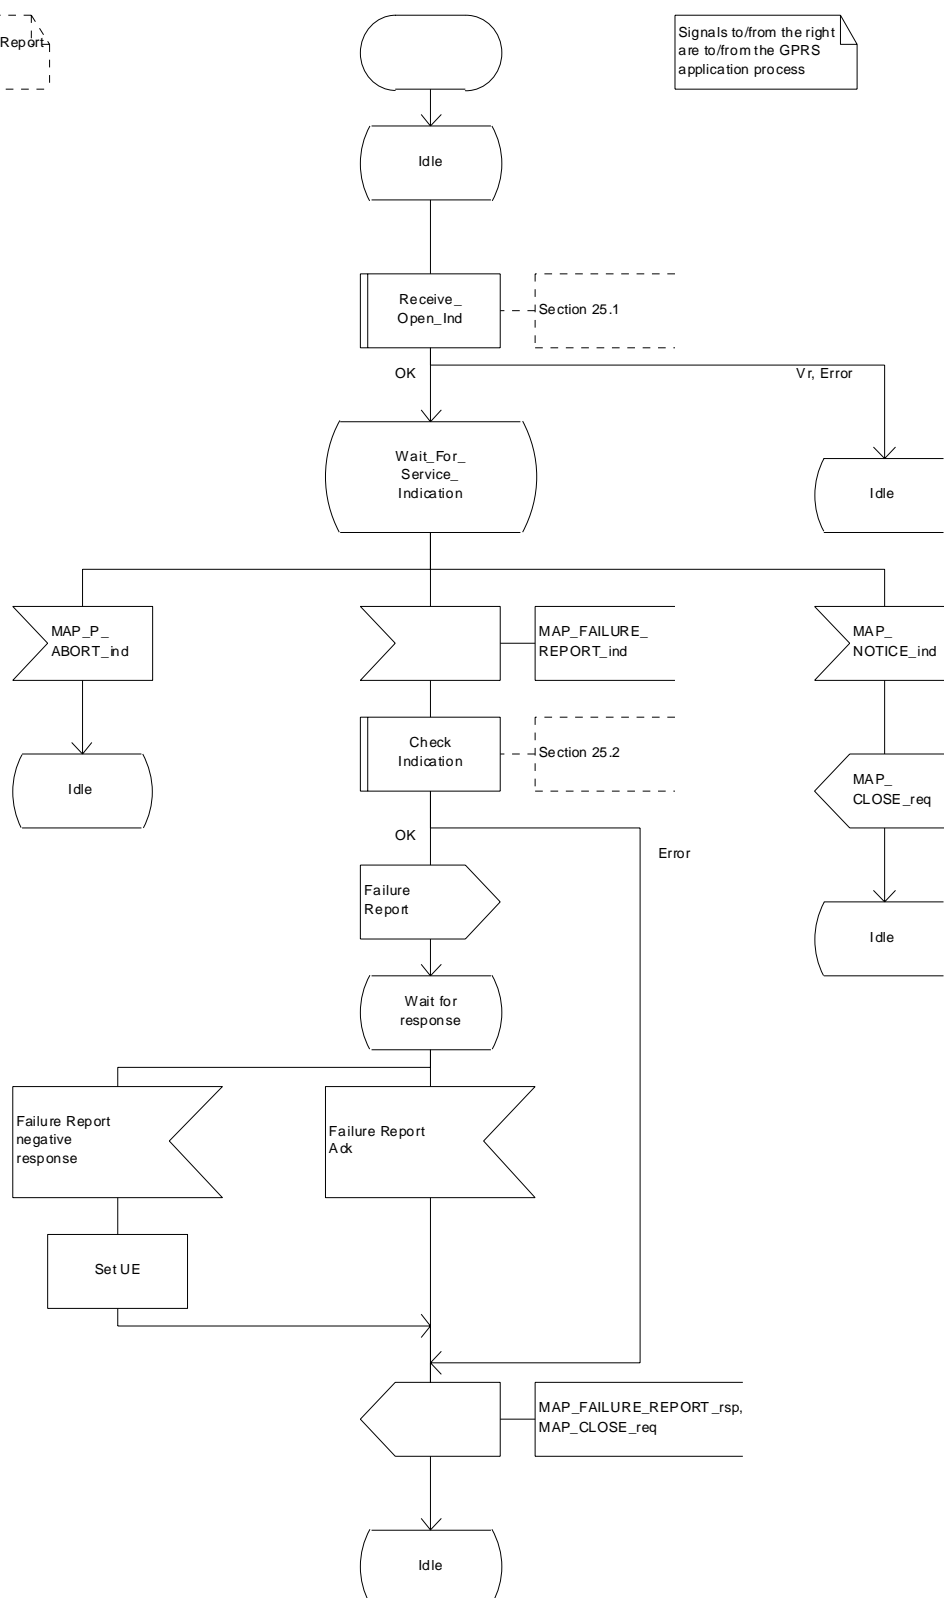 Report
Signals to/from the right
are to/from the GPRS
application process
Idle
Receive_
Open_Ind
Section 25.1
OK
Vr, Error
Wait_For_
Service_
Indication
Idle
MAP_P_
ABORT_ind
MAP_FAILURE_
REPORT_ind
MAP_
NOTICE_ind
Check
Indication
Section 25.2
Idle
MAP_
CLOSE_req
OK
Error
Failure
Report
Idle
Wait for
response
Failure Report
negative
response
Failure Report
Ack
Set UE
MAP_FAILURE_REPORT_rsp,
MAP_CLOSE_req
Idle